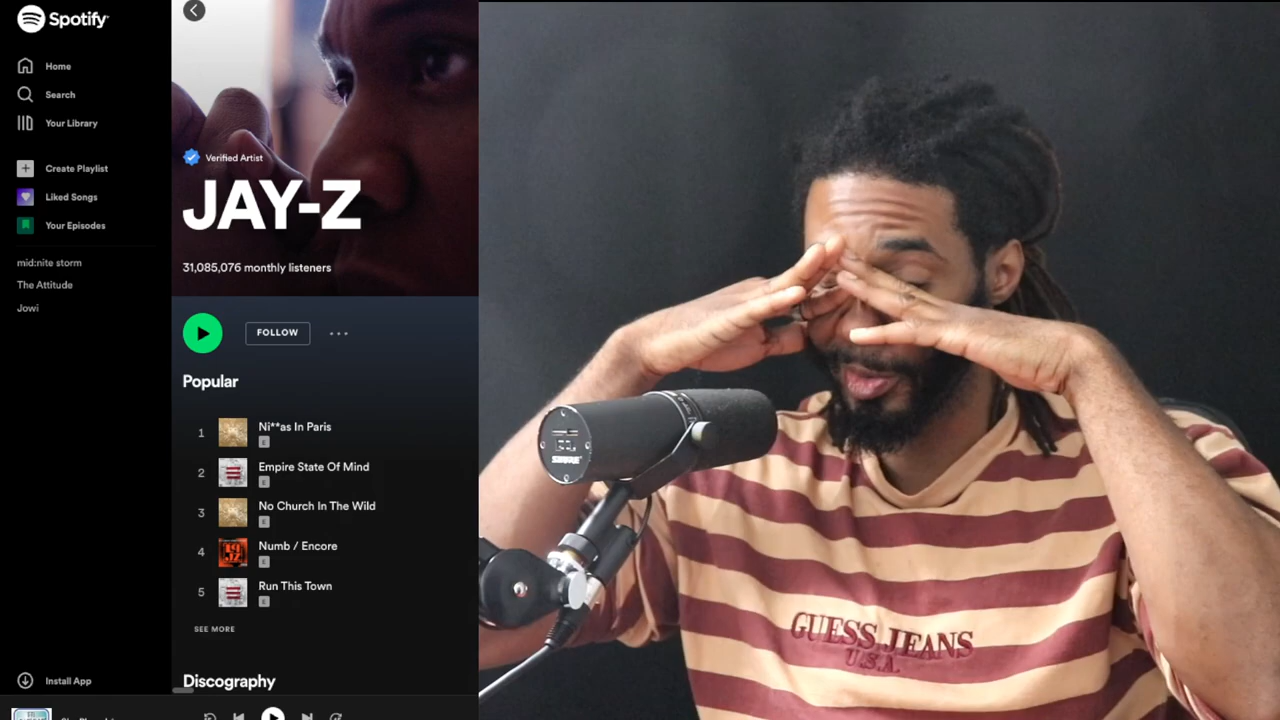 Spotify
Home
Search
Your Library
Create Playlist
Liked Songs
Your Episodes
mid:nite storm
The Attitude
Jowi
Install App
Verified Artist
JAY-Z
31,085,076 monthly listeners
FOLLOW
Popular
1 Ni**as In Paris
E
2 Empire State Of Mind
E
3 No Church In The Wild
E
4 Numb / Encore
E
5 Run This Town
E
SEE MORE
Discography
SHURE
GUESS JEANS
U.S.A.